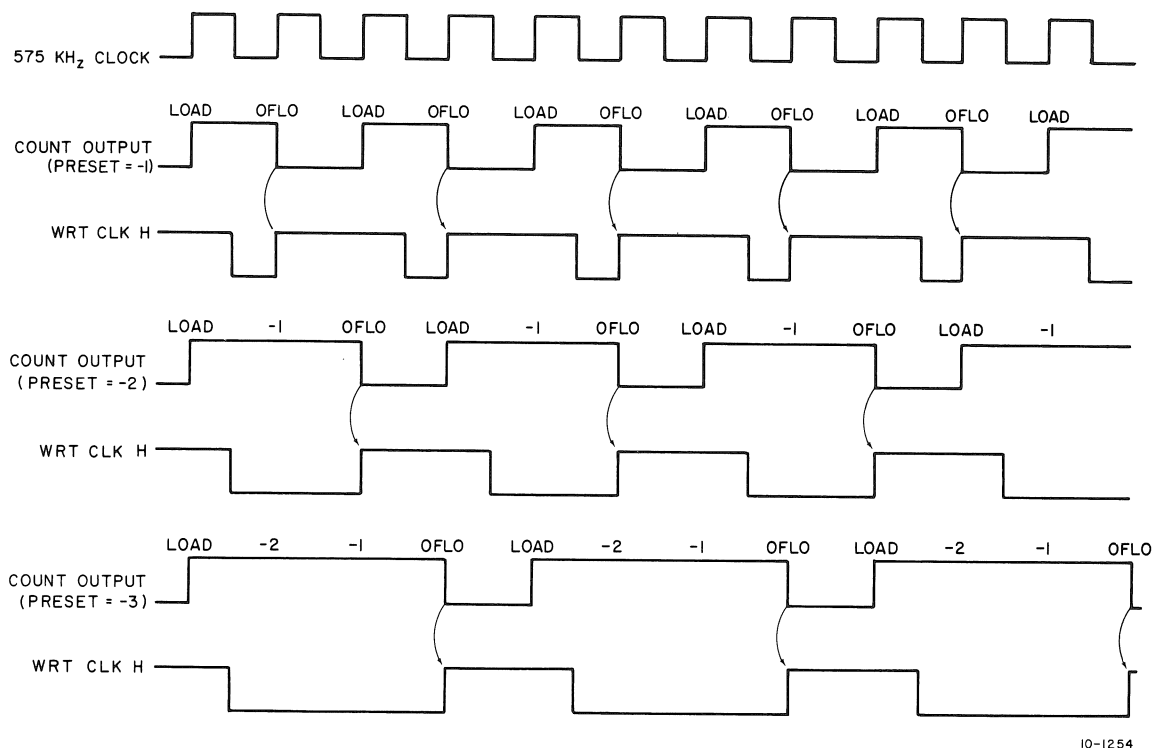 575 KHz CLOCK
LOAD OFLO LOAD OFLO LOAD OFLO LOAD OFLO LOAD OFLO LOAD
COUNT OUTPUT
(PRESET = -1)
WRT CLK H
LOAD -1 OFLO LOAD -1 OFLO LOAD -1 OFLO LOAD -1
COUNT OUTPUT
(PRESET = -2)
WRT CLK H
LOAD -2 -1 OFLO LOAD -2 -1 OFLO LOAD -2 -1 OFLO
COUNT OUTPUT
(PRESET = -3)
WRT CLK H
10-1254